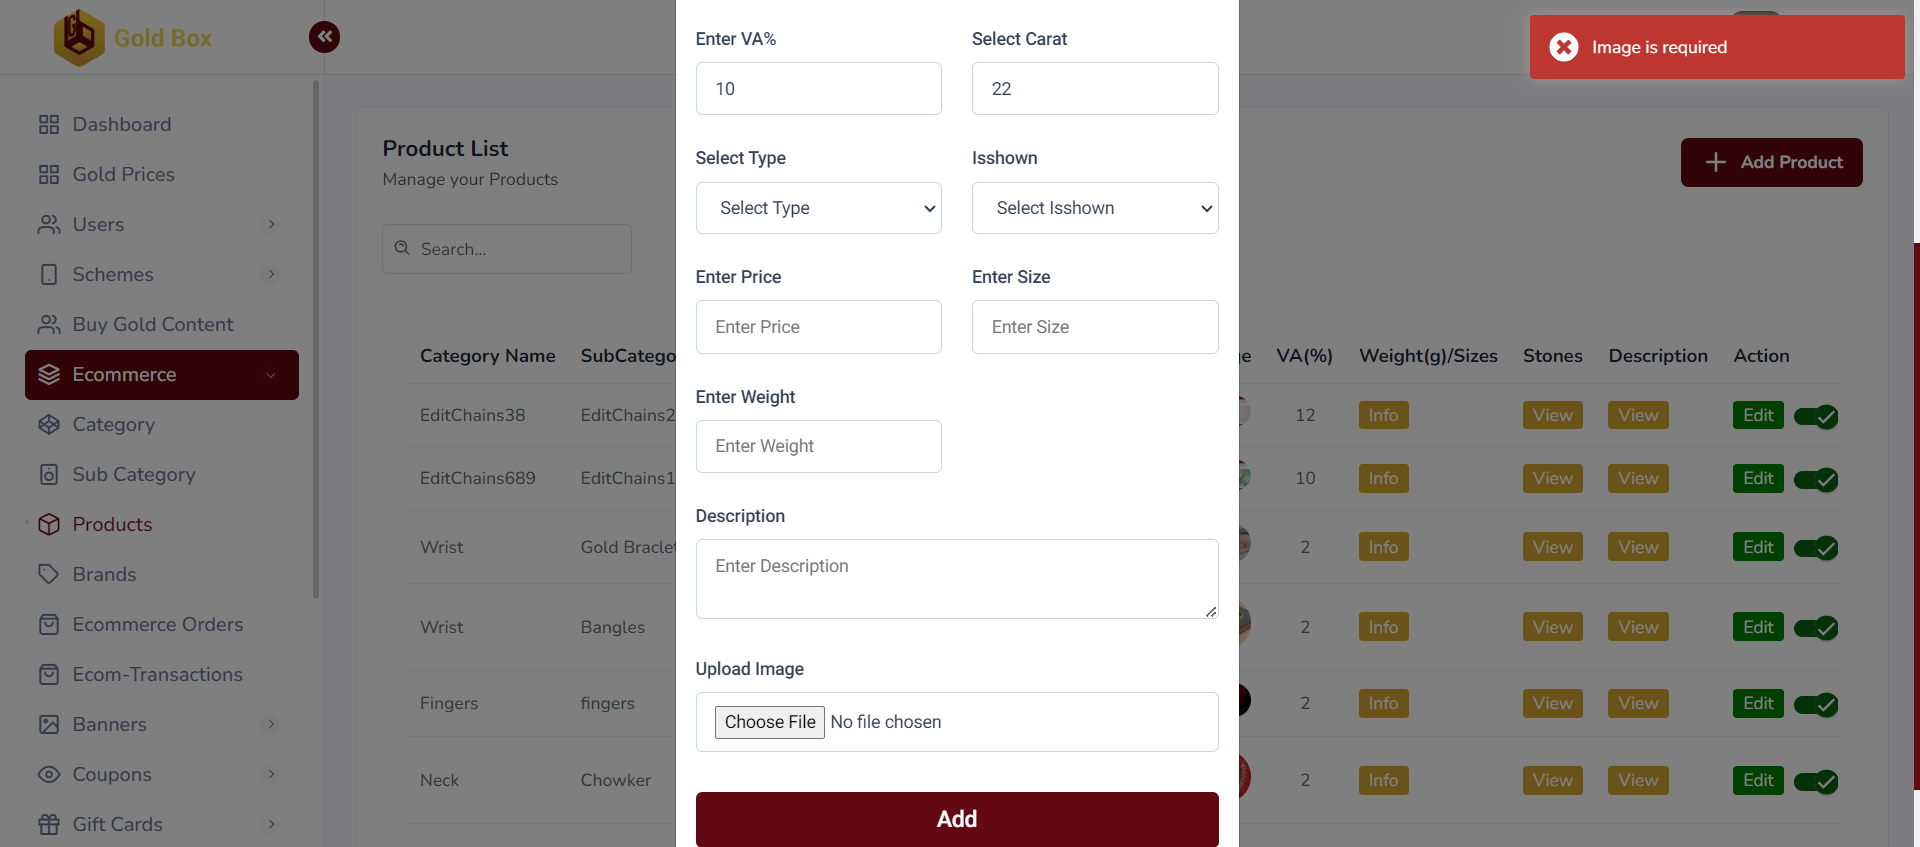 Gold Box
Image is required
Dashboard
Gold Prices
Users
Schemes
Buy Gold Content
Ecommerce
Category
Sub Category
Products
Brands
Ecommerce Orders
Ecom-Transactions
Banners
Coupons
Gift Cards
Product List
Manage your Products
Add Product
Search...
Enter VA%
Select Carat
10
22
Select Type
Isshown
Select Type
Select Isshown
Enter Price
Enter Size
Enter Price
Enter Size
Enter Weight
Enter Weight
Description
Enter Description
Upload Image
Choose File No file chosen
Add
Category Name SubCatego e VA(%) Weight(g)/Sizes Stones Description Action
EditChains38 EditChains2 12 Info View View Edit
EditChains689 EditChains1 10 Info View View Edit
Wrist Gold Braclet 2 Info View View Edit
Wrist Bangles 2 Info View View Edit
Fingers fingers 2 Info View View Edit
Neck Chowker 2 Info View View Edit